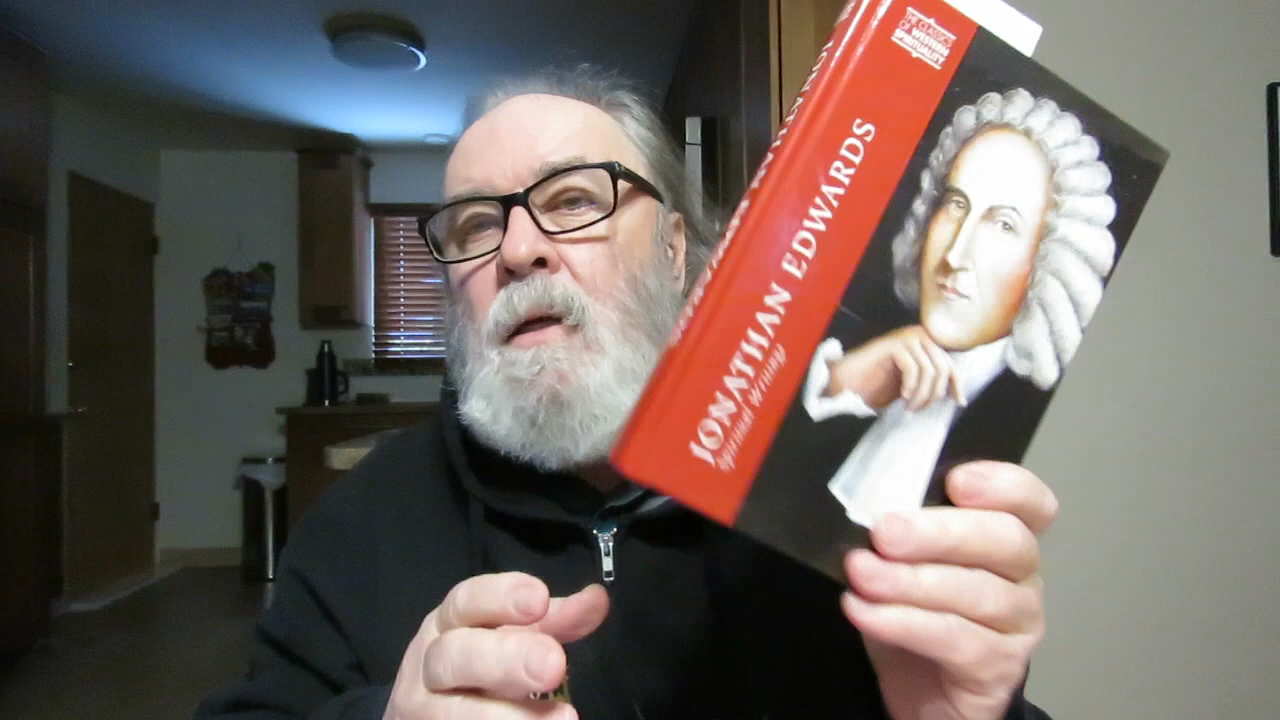 THE CLASSICS
OF WESTERN
SPIRITUALITY
JONATHAN EDWARDS
Spiritual Writings